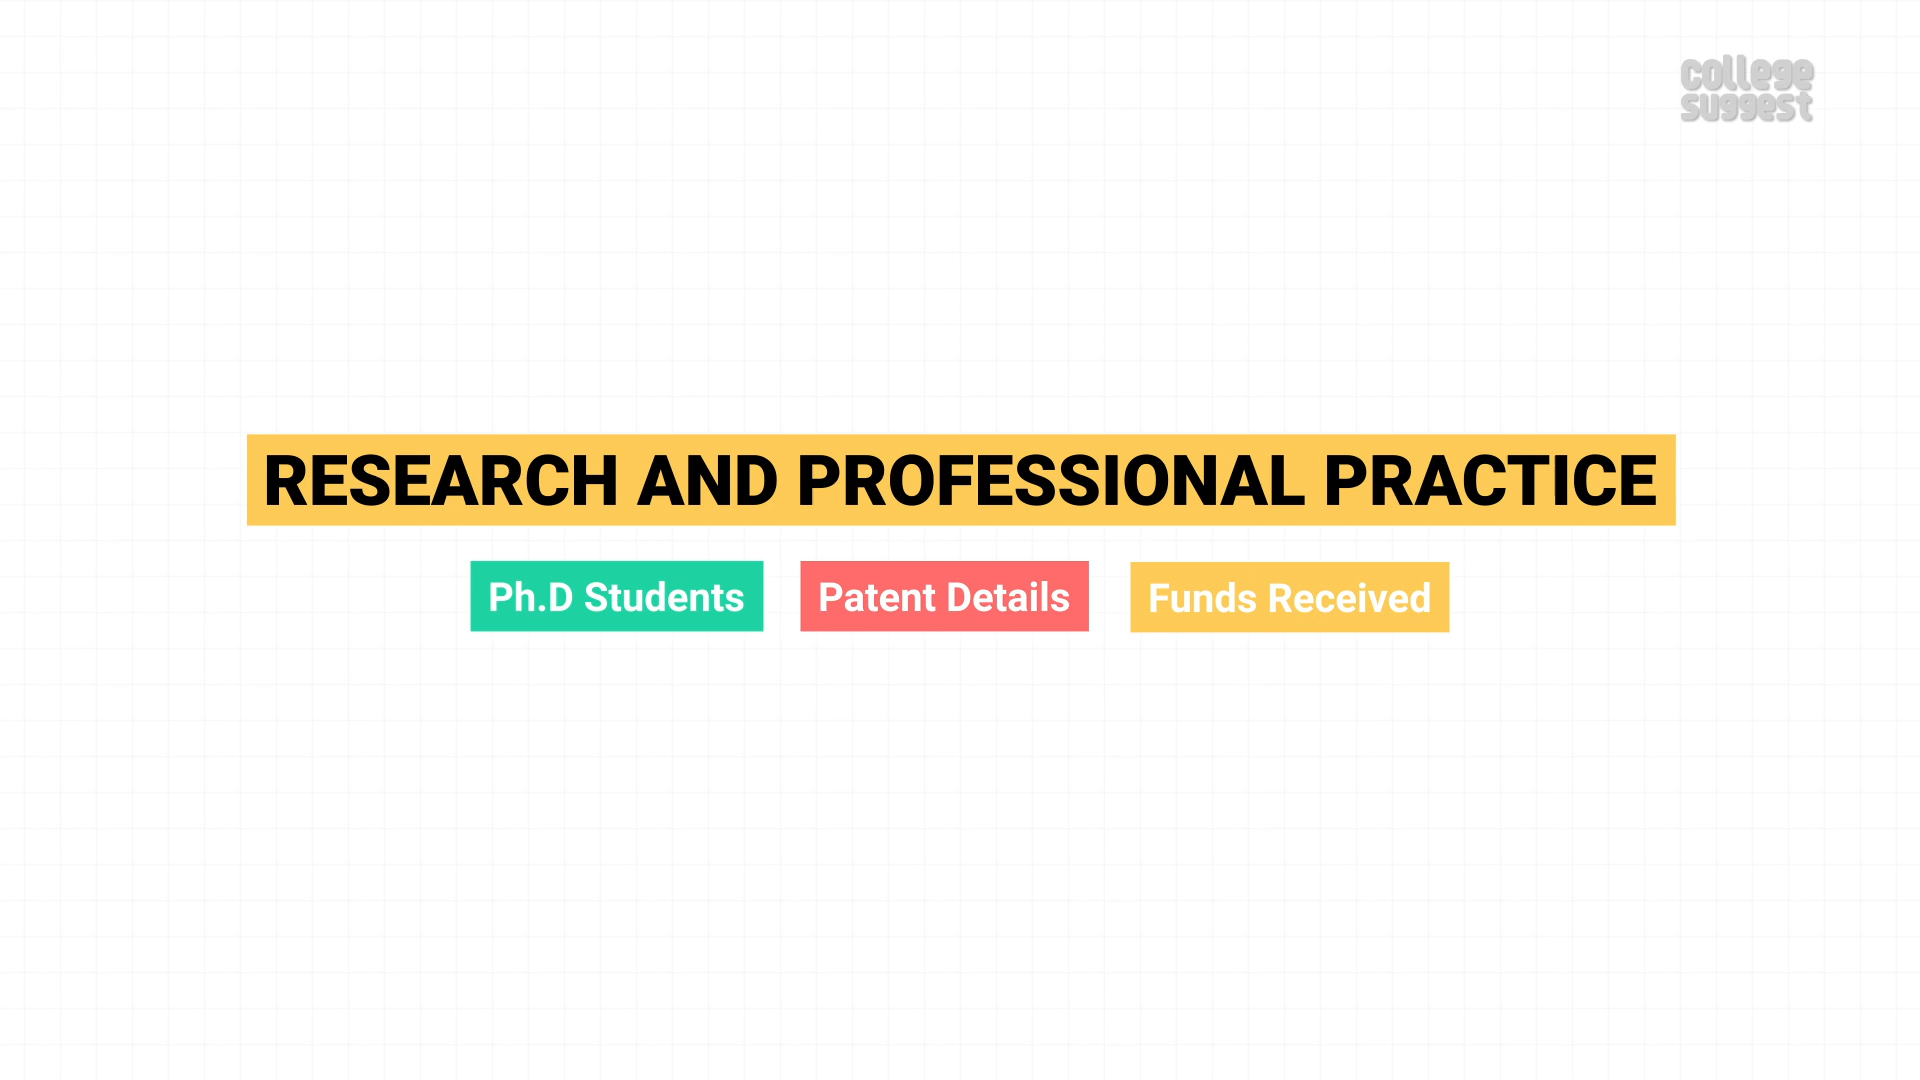 college
suggest
RESEARCH AND PROFESSIONAL PRACTICE
Ph.D Students
Patent Details
Funds Received